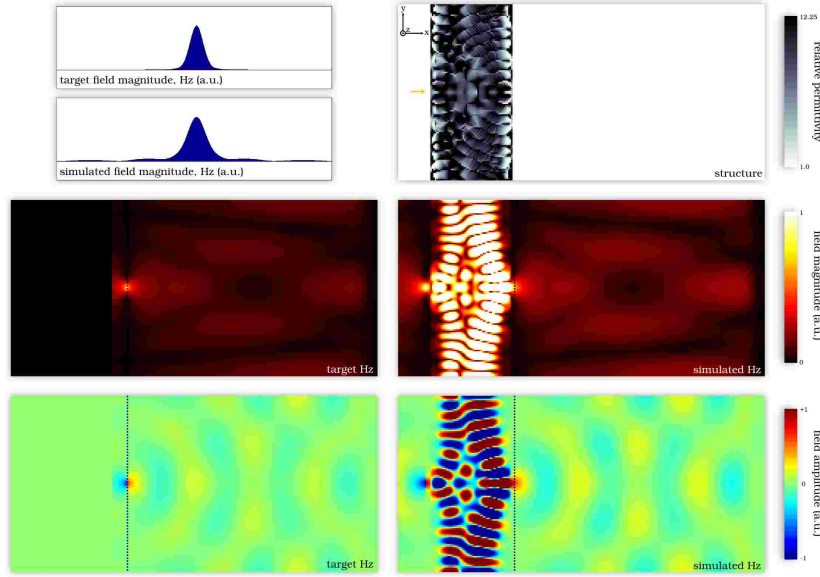 target field magnitude, Hz (a.u.)
simulated field magnitude, Hz (a.u.)
y
z
x
structure
12.25
1.0
relative permitivity
target Hz
simulated Hz
1
0
field magnitude (a.u.)
target Hz
simulated Hz
+1
0
-1
field amplitude (a.u.)